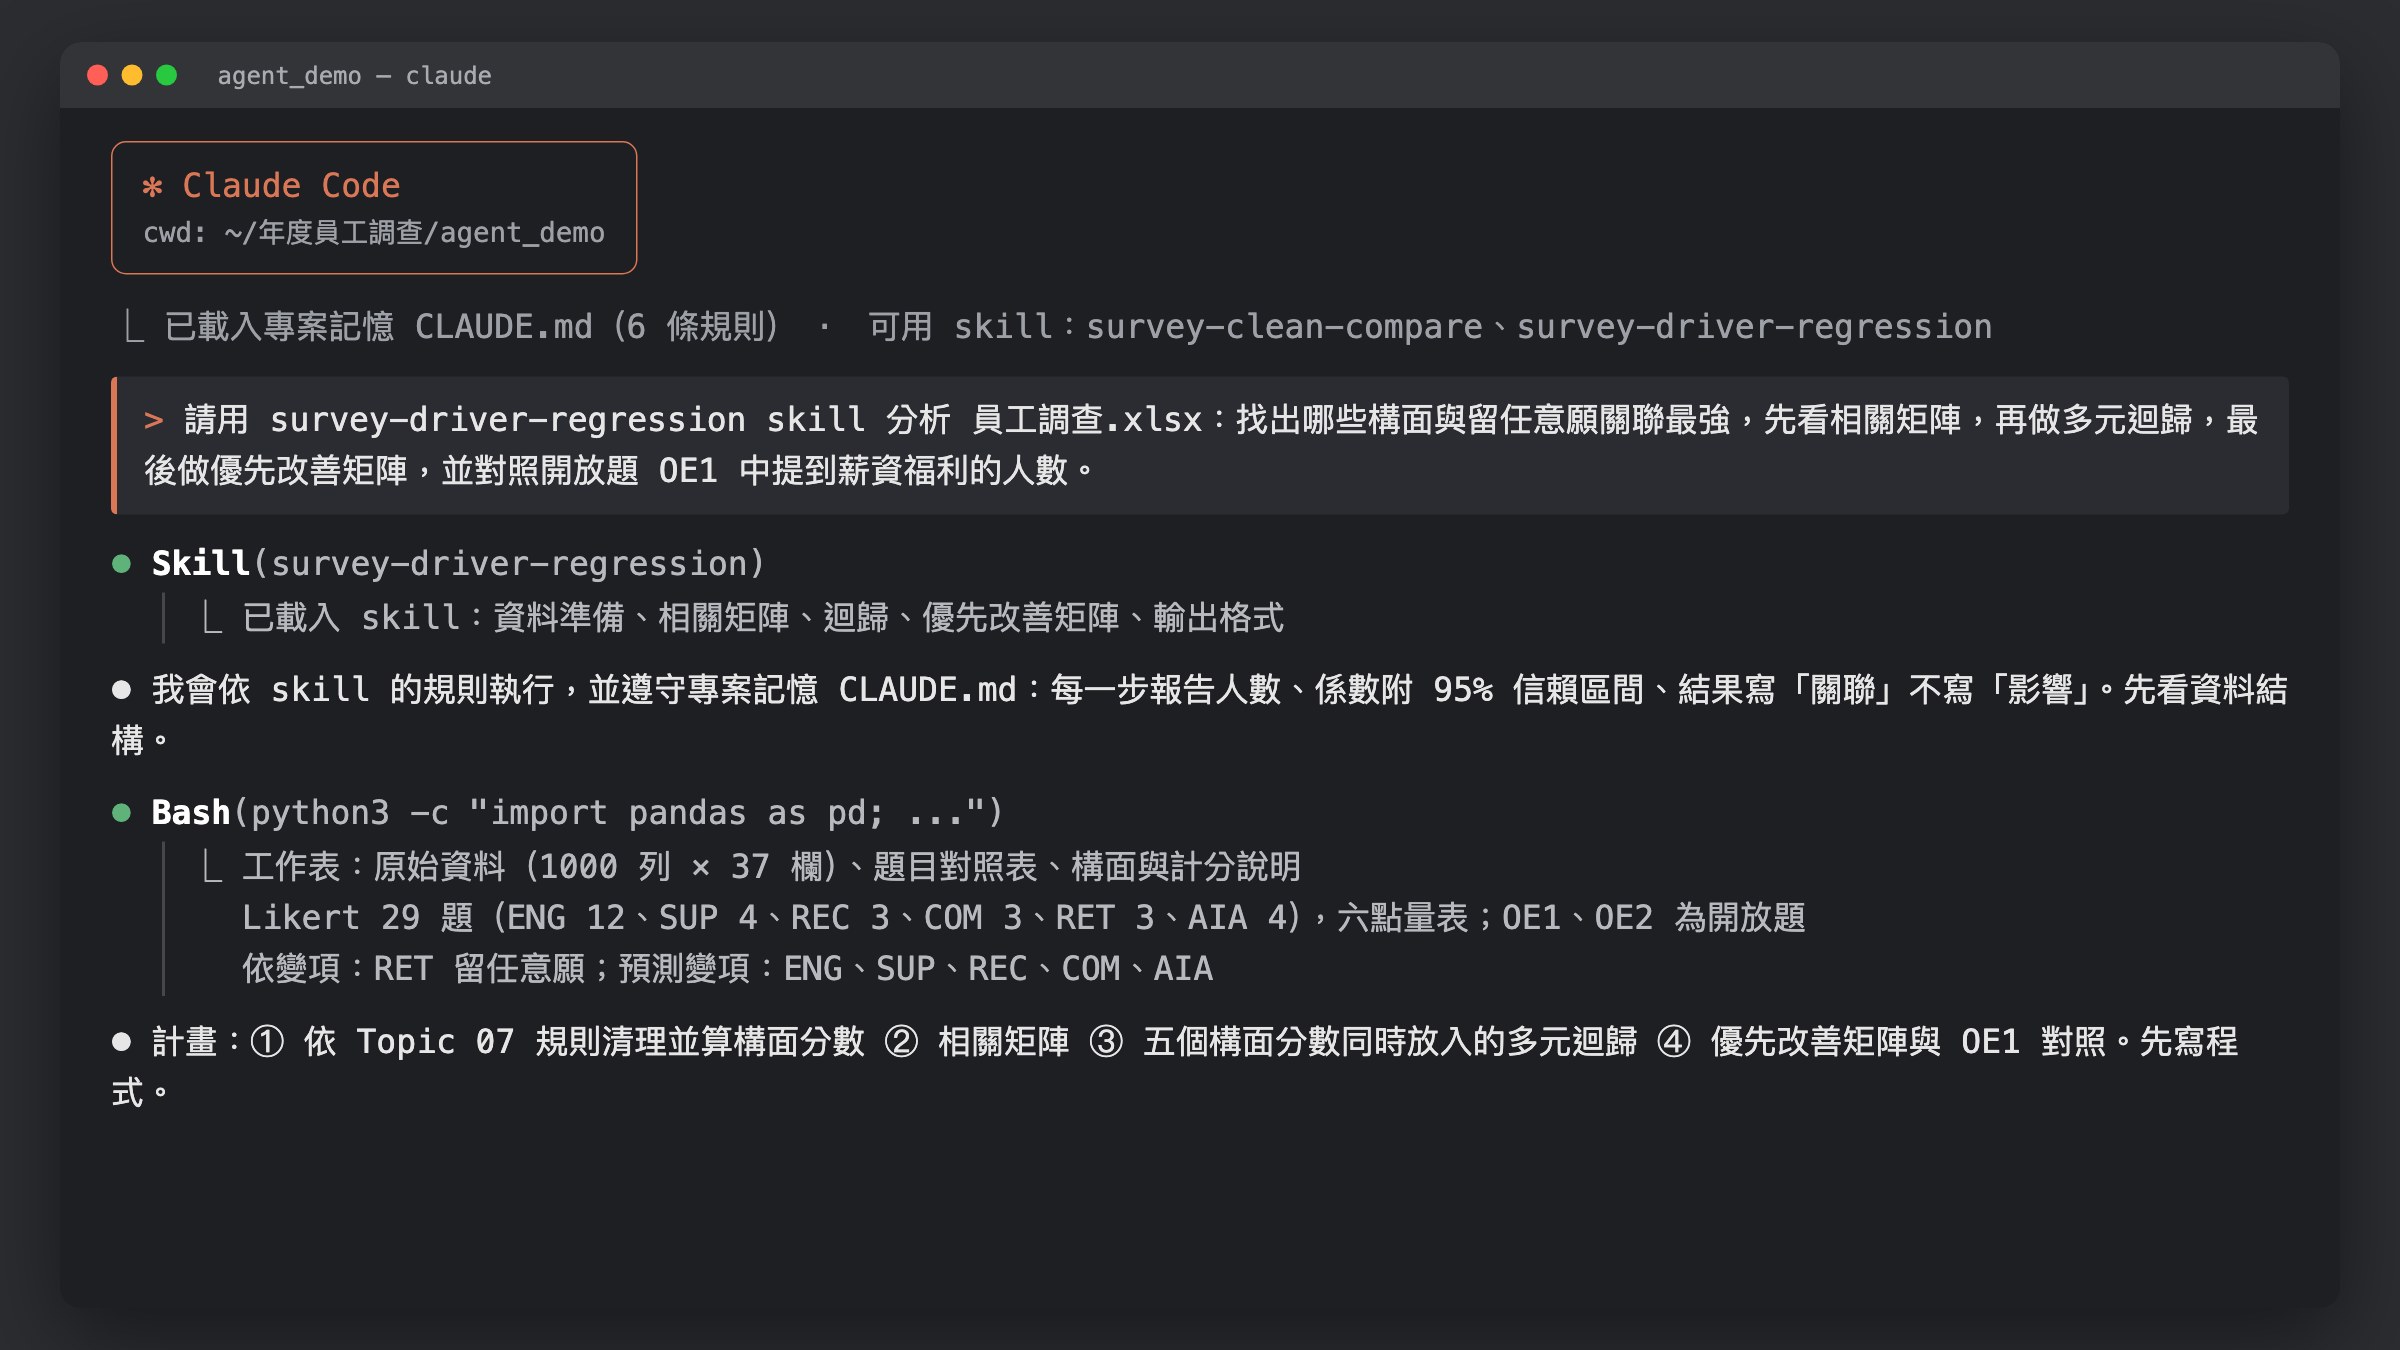 agent_demo — claude
✻ Claude Code
cwd: ~/年度員工調查/agent_demo
⎿ 已載入專案記憶 CLAUDE.md（6 條規則） · 可用 skill：survey-clean-compare、survey-driver-regression
> 請用 survey-driver-regression skill 分析 員工調查.xlsx：找出哪些構面與留任意願關聯最強，先看相關矩陣，再做多元迴歸，最
後做優先改善矩陣，並對照開放題 OE1 中提到薪資福利的人數。
● Skill(survey-driver-regression)
⎿ 已載入 skill：資料準備、相關矩陣、迴歸、優先改善矩陣、輸出格式
● 我會依 skill 的規則執行，並遵守專案記憶 CLAUDE.md：每一步報告人數、係數附 95% 信賴區間、結果寫「關聯」不寫「影響」。先看資料結
構。
● Bash(python3 -c "import pandas as pd; ...")
⎿ 工作表：原始資料（1000 列 × 37 欄）、題目對照表、構面與計分說明
Likert 29 題（ENG 12、SUP 4、REC 3、COM 3、RET 3、AIA 4），六點量表；OE1、OE2 為開放題
依變項：RET 留任意願；預測變項：ENG、SUP、REC、COM、AIA
● 計畫：① 依 Topic 07 規則清理並算構面分數 ② 相關矩陣 ③ 五個構面分數同時放入的多元迴歸 ④ 優先改善矩陣與 OE1 對照。先寫程
式。